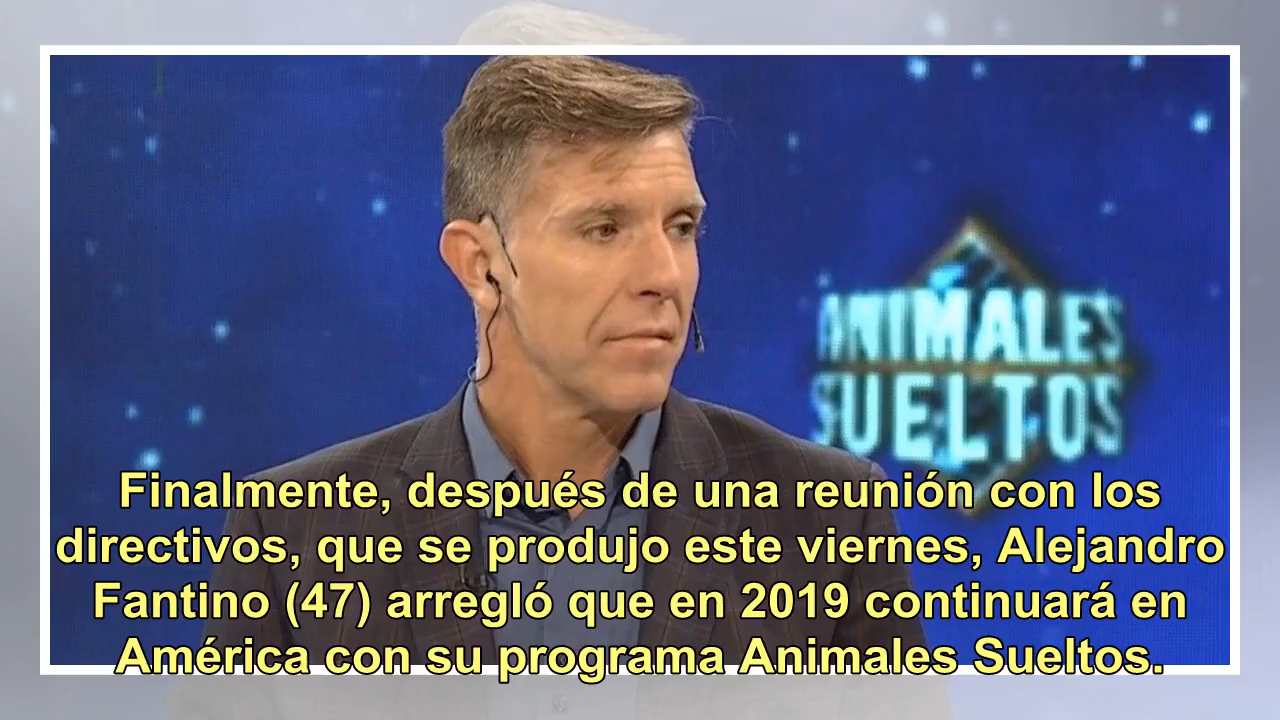 ANIMALES
SUELTOS
Finalmente, después de una reunión con los
directivos, que se produjo este viernes, Alejandro
Fantino (47) arregló que en 2019 continuará en
América con su programa Animales Sueltos.